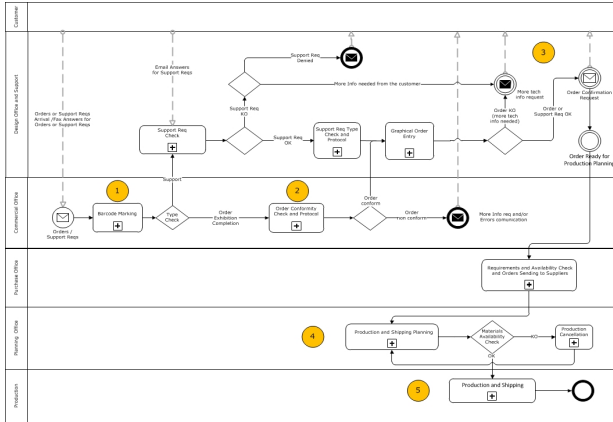 Customer
Design Office and Support
Commercial Office
Purchase Office
Planning Office
Production
Support Req
Denied
Email Answers
for Support Reqs
3
More Info needed from the customer
More tech
info request
Order Confirmation
Request
Orders or Support Reqs
Arrival /Fax Answers for
Orders or Support Reqs
Support Req
KO
Order KO
(more tech
info needed)
Order or
Support Req OK
Support Req
Check
Support Req
OK
Support Req Type
Check and
Protocol
Graphical Order
Entry
Order Ready for
Production Planning
Support
1
2
Order
conform
Barcode Marking
Type
Check
Order
Exhibition
Completion
Order Conformity
Check and Protocol
Order
non conform
More Info req and/or
Errors comunication
Orders /
Support Reqs
Requirements and Availability Check
and Orders Sending to Suppliers
4
Production and Shipping Planning
Materials
Availability
Check
KO
Production
Cancellation
OK
5
Production and Shipping